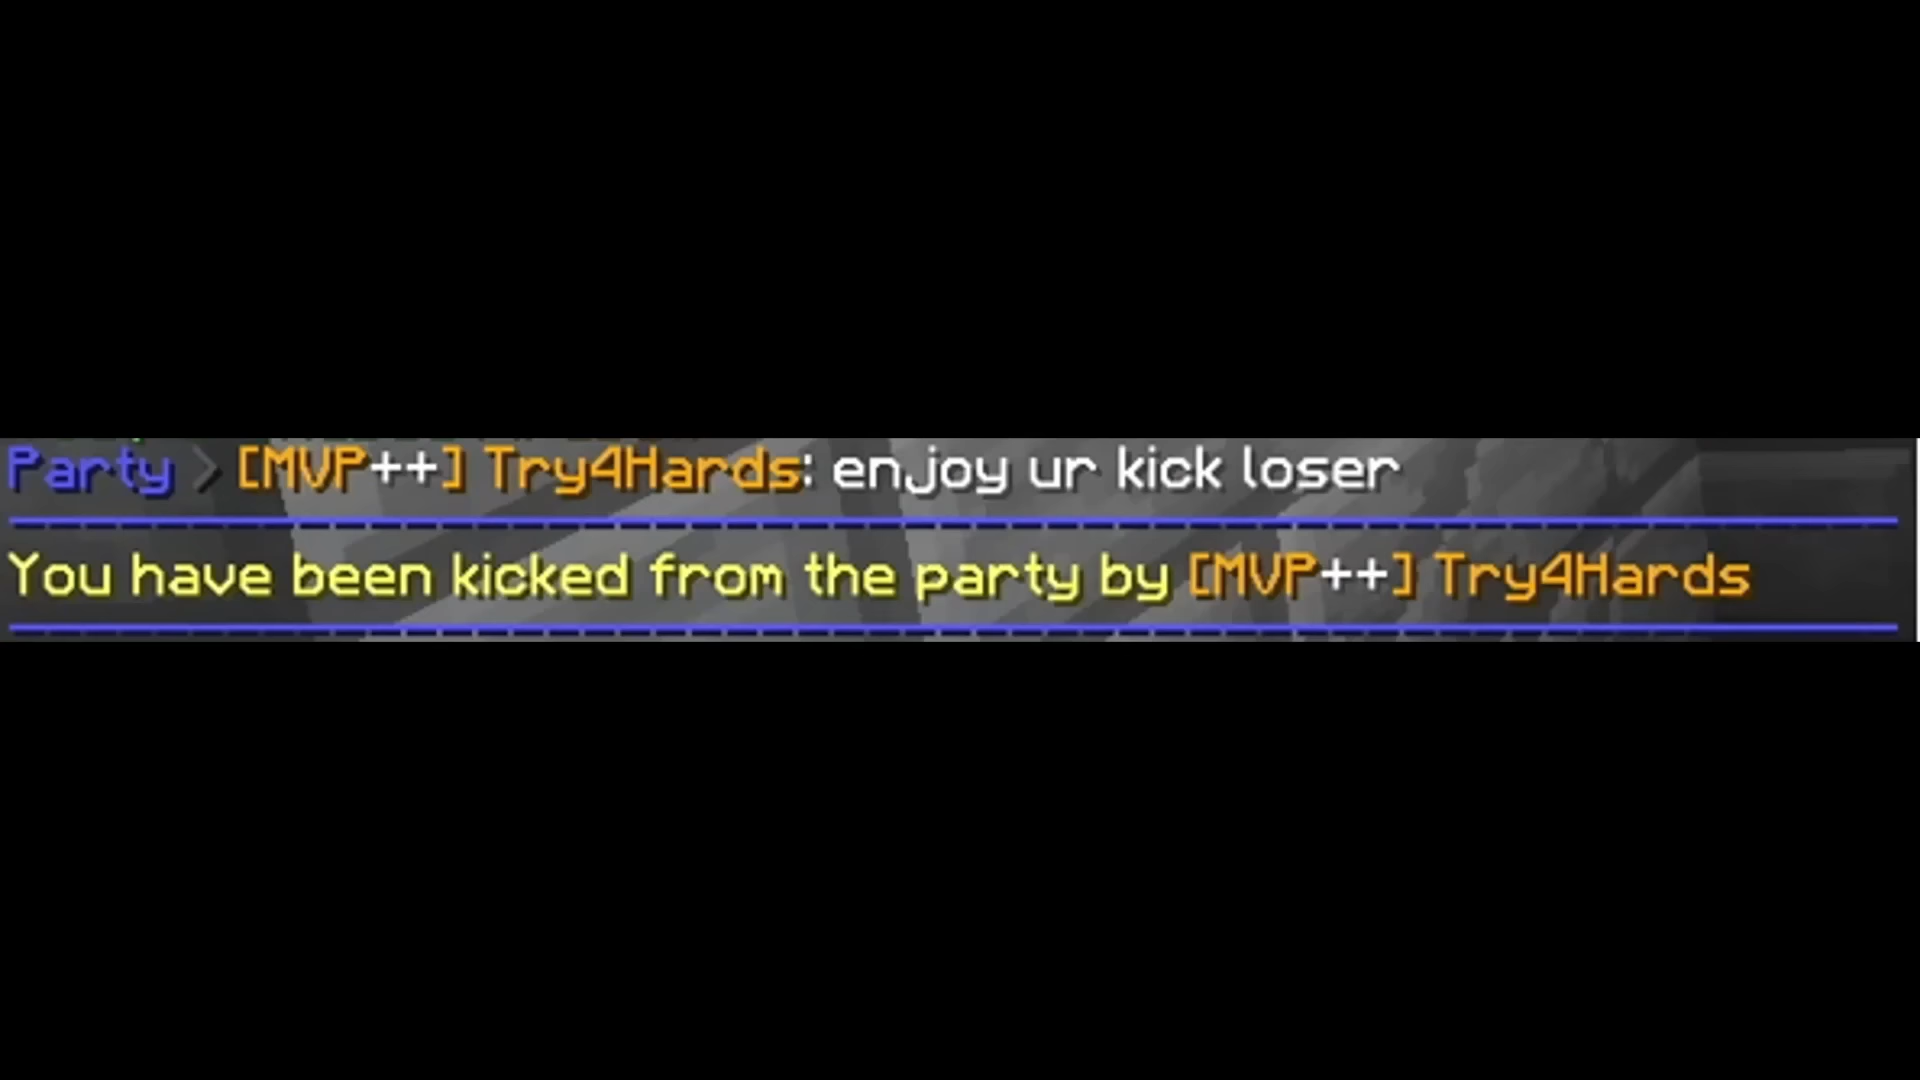 Party > [MVP++] Try4Hards: enjoy ur kick loser
You have been kicked from the party by [MVP++] Try4Hards